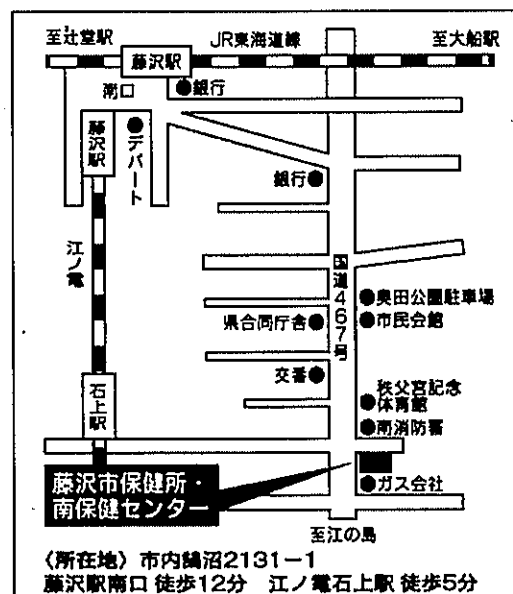 至辻堂駅
藤沢駅
JR東海道線
至大船駅
南口
銀行
藤沢駅
デパート
銀行
江ノ電
国道467号
奥田公園駐車場
県合同庁舎
市民会館
交番
秩父宮記念
体育館
石上駅
南消防署
ガス会社
藤沢市保健所・
南保健センター
至江の島
〈所在地〉市内鵠沼2131－1
藤沢駅南口 徒歩12分 江ノ電石上駅 徒歩5分